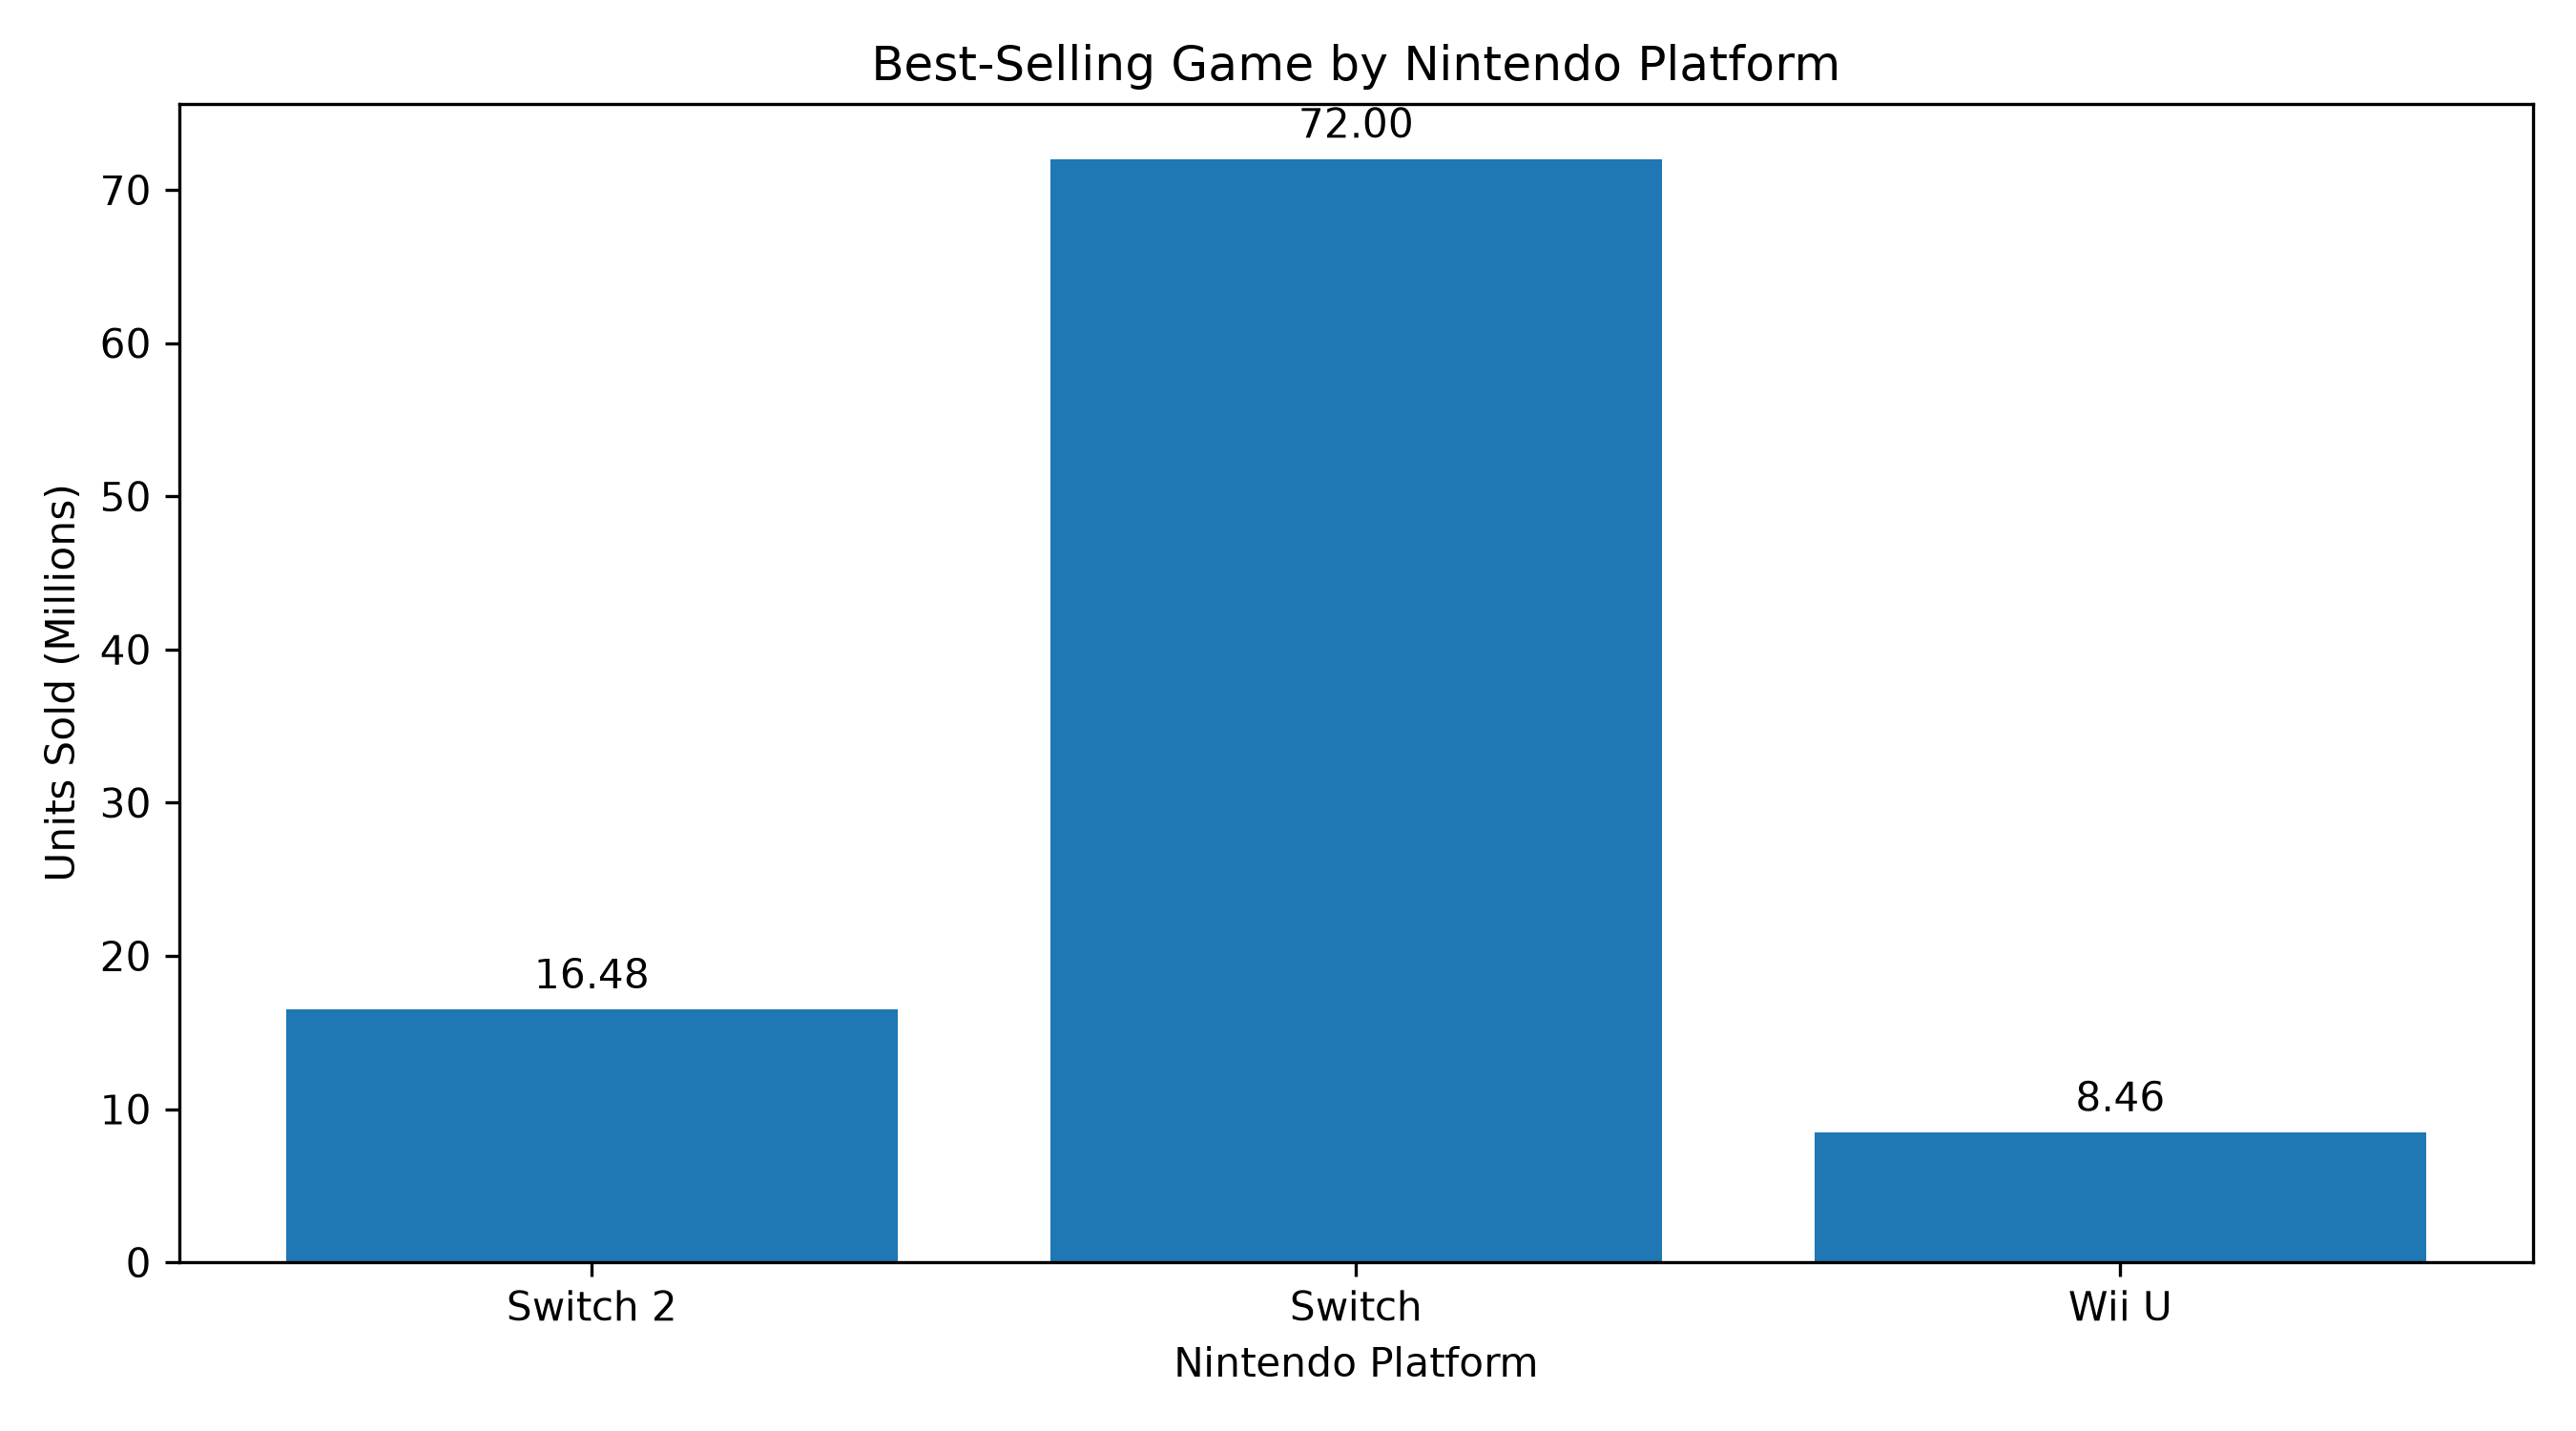 Best-Selling Game by Nintendo Platform
72.00
70
60
50
40
30
20
10
0
Units Sold (Millions)
16.48
8.46
Switch 2
Switch
Wii U
Nintendo Platform